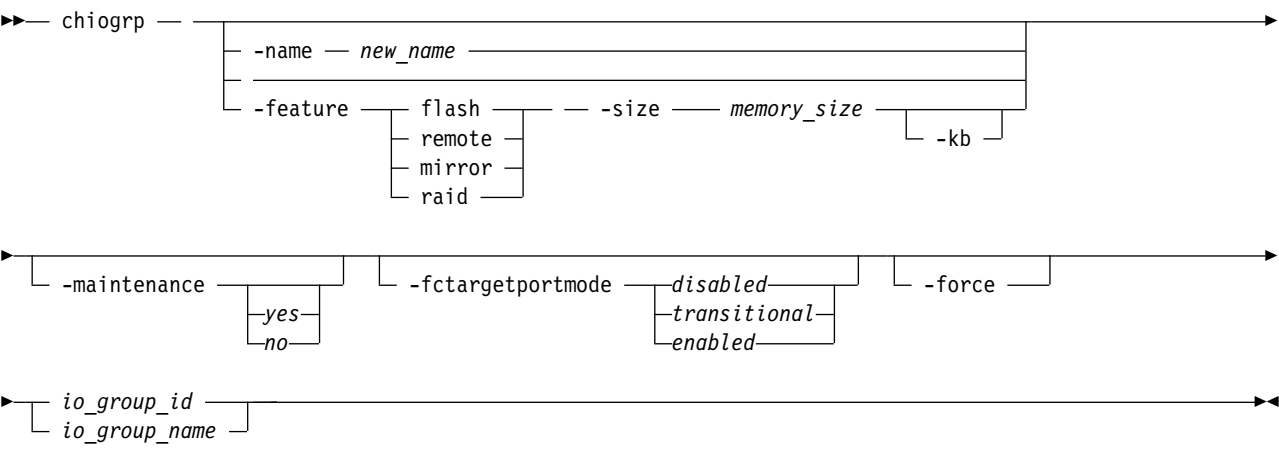 chiogrp
-name new_name
-feature flash -size memory_size
remote -kb
mirror
raid
-maintenance -fctargetportmode disabled -force
yes transitional
no enabled
io_group_id
io_group_name